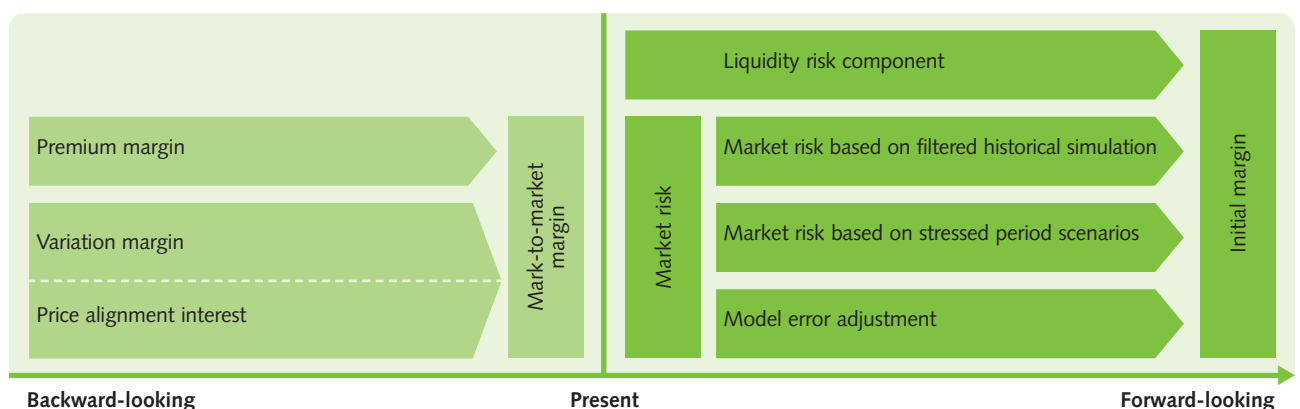 Premium margin
Variation margin
Price alignment interest
Mark-to-market
margin
Market risk
Liquidity risk component
Market risk based on filtered historical simulation
Market risk based on stressed period scenarios
Model error adjustment
Initial margin
Backward-looking
Present
Forward-looking